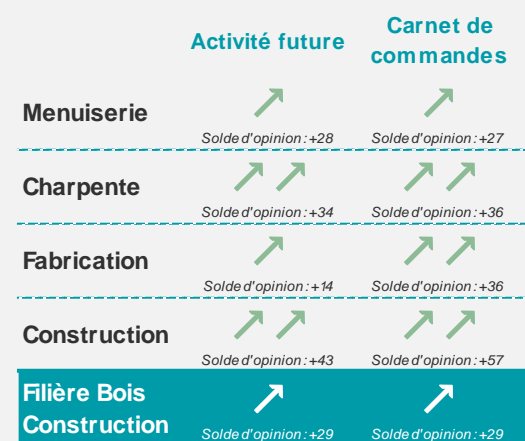 Activité future
Carnet de
commandes
Menuiserie
Solde d'opinion : +28
Solde d'opinion : +27
Charpente
Solde d'opinion : +34
Solde d'opinion : +36
Fabrication
Solde d'opinion : +14
Solde d'opinion : +36
Construction
Solde d'opinion : +43
Solde d'opinion : +57
Filière Bois
Construction
Solde d'opinion : +29
Solde d'opinion : +29